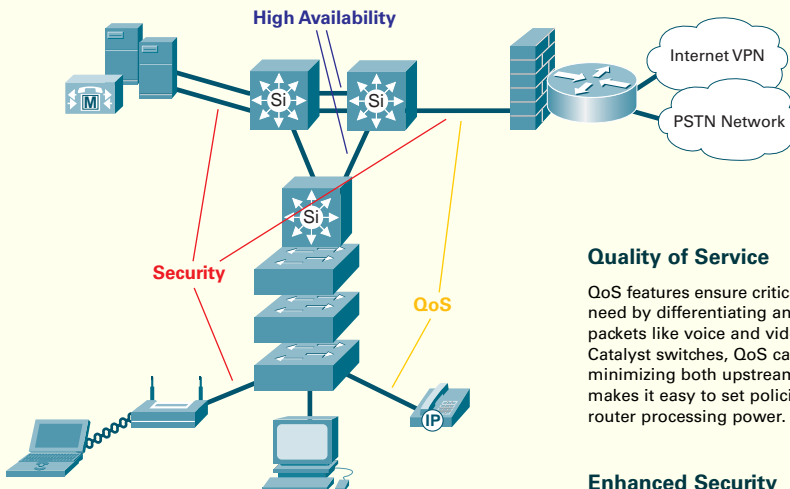 High Availability
Internet VPN
M
Si
Si
PSTN Network
Si
Security
QoS
IP
Quality of Service
QoS features ensure critic
need by differentiating an
packets like voice and vid
Catalyst switches, QoS ca
minimizing both upstream
makes it easy to set polici
router processing power.
Enhanced Security